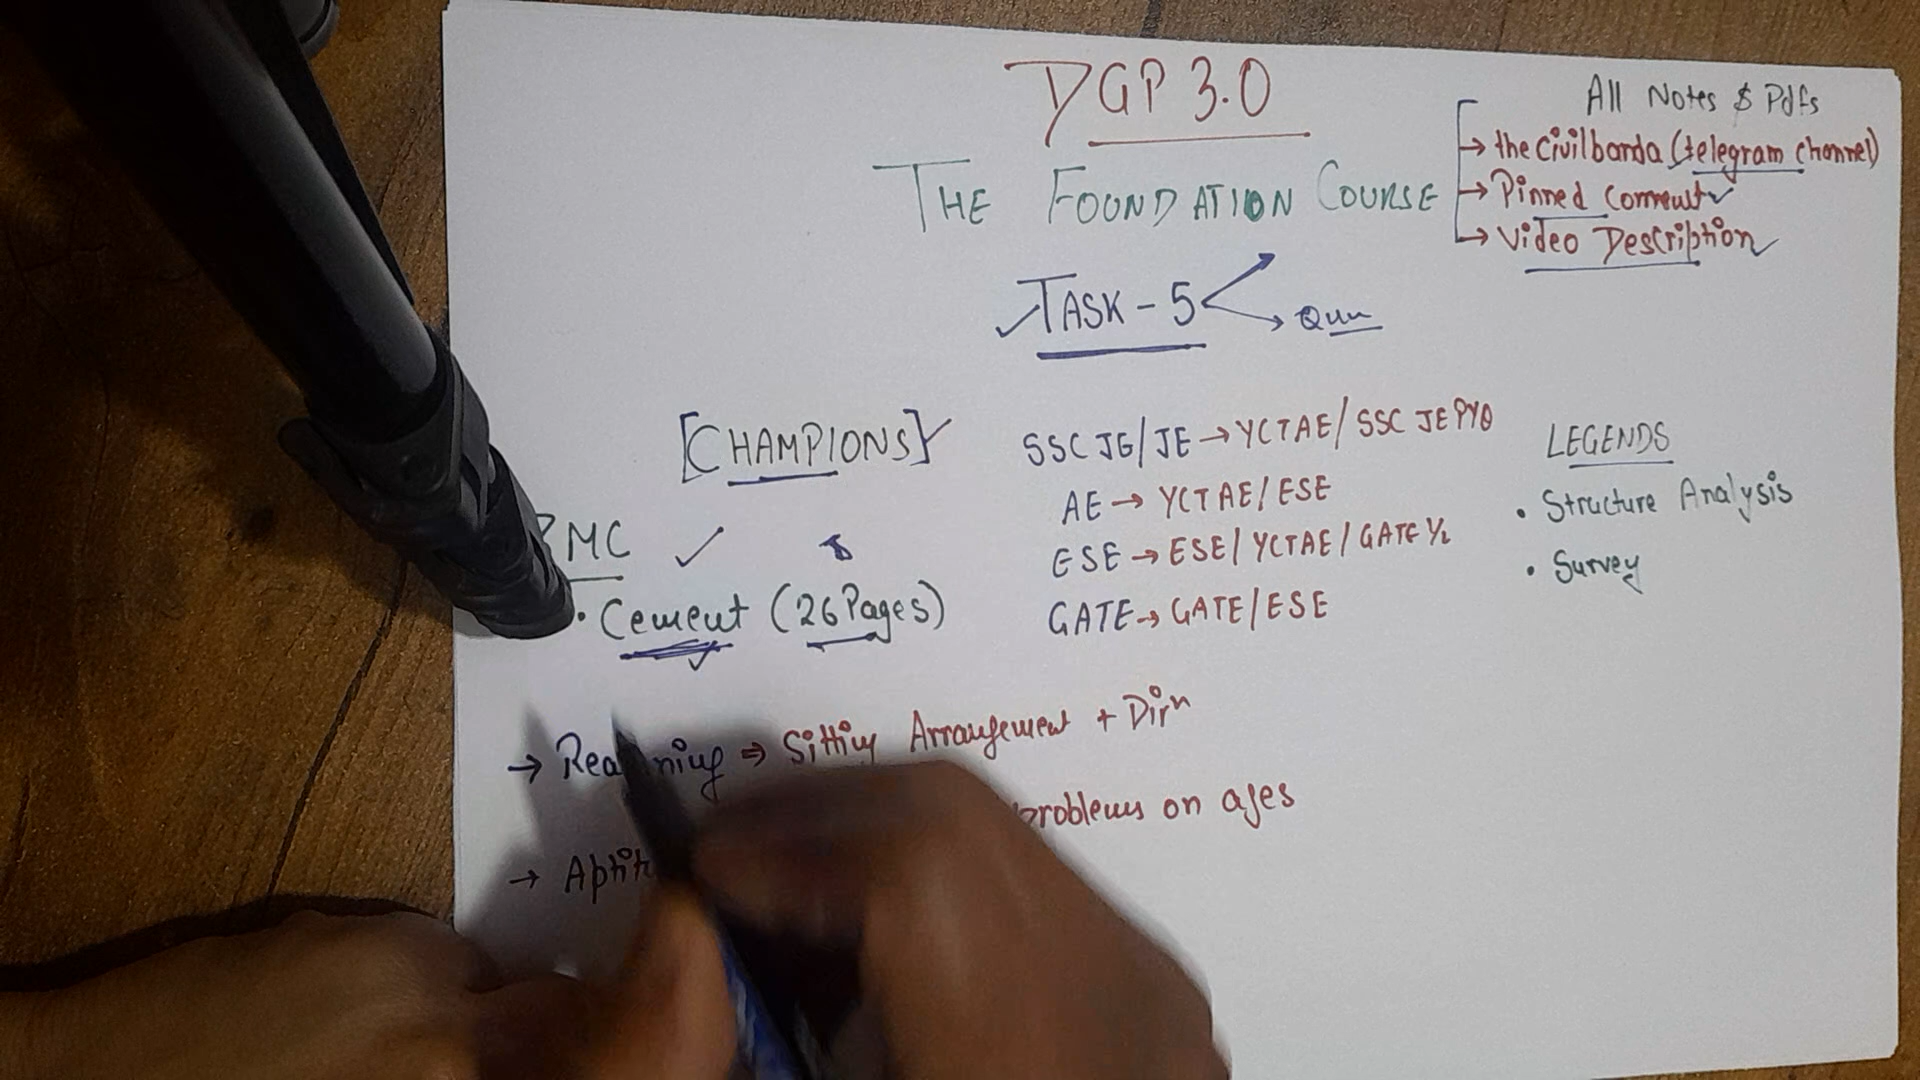 DGP 3.0
THE FOUNDATION COURSE
All Notes & Pdfs
→ the civilbanda (telegram channel)
→ Pinned comment
→ Video Description
TASK - 5
[CHAMPIONS]
MC
• Cement (26 Pages)
SSC JE/JE → YCTAE/SSC JE PYQ
AE → YCTAE/ESE
ESE → ESE/YCTAE/GATE 1/2
GATE → GATE/ESE
LEGENDS
• Structure Analysis
• Survey
→ Rea ning ⇒ Sitting Arrangement + Dirn
problems on ages
→ Aptit